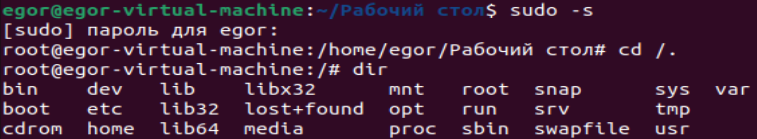 egor@egor-virtual-machine:~/Рабочий стол$ sudo -s
[sudo] пароль для egor:
root@egor-virtual-machine:/home/egor/Рабочий стол# cd /.
root@egor-virtual-machine:/# dir
bin dev lib libx32 mnt root snap sys var
boot etc lib32 lost+found opt run srv tmp
cdrom home lib64 media proc sbin swapfile usr